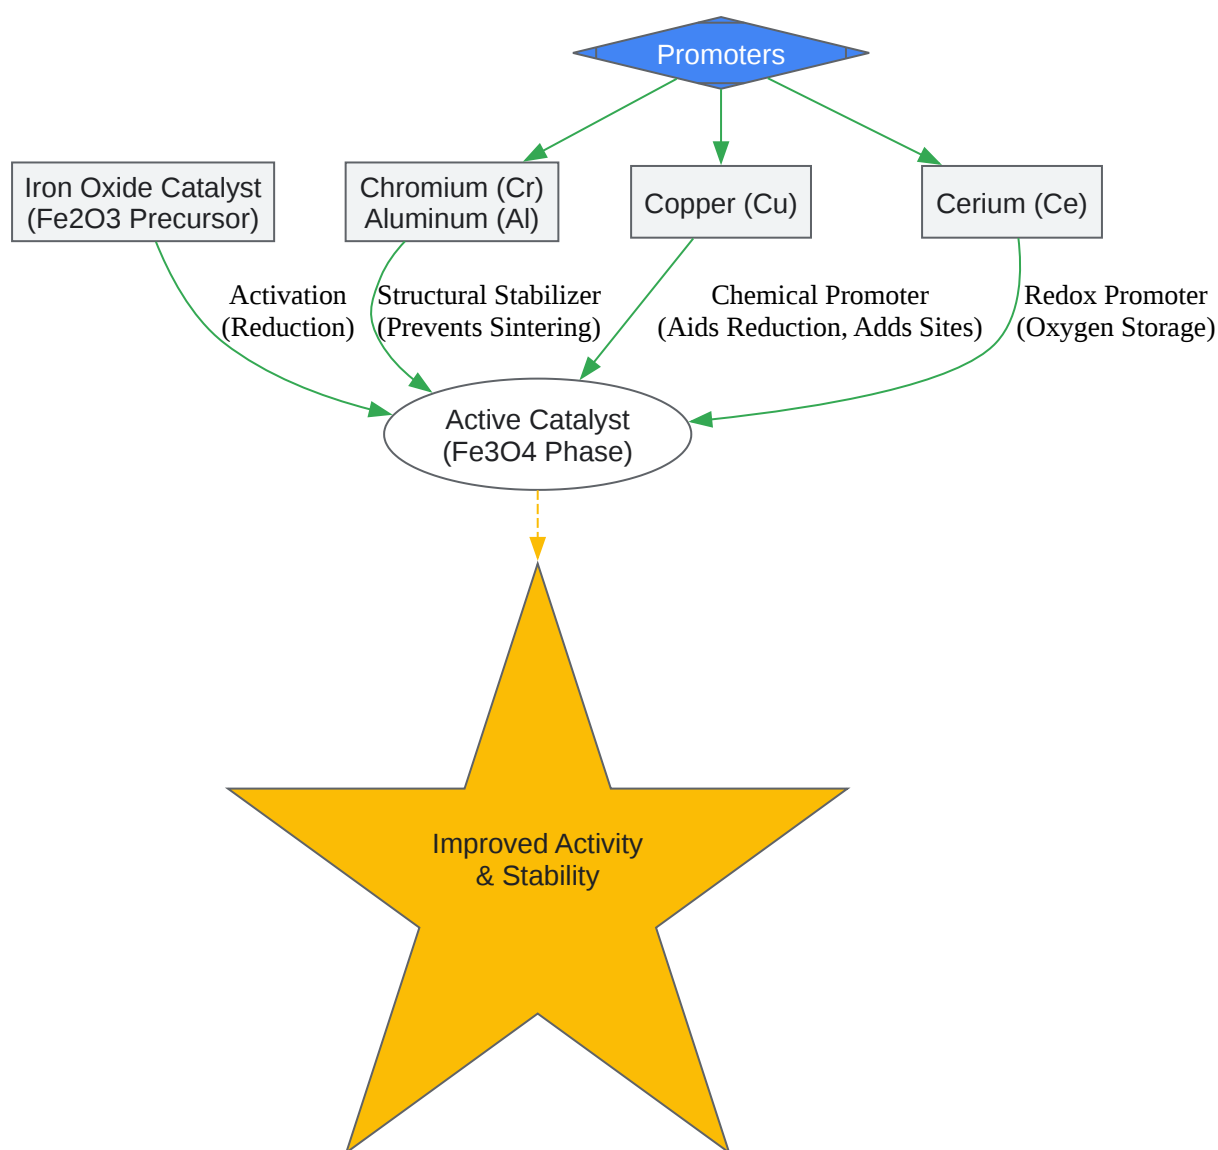 Promoters
Iron Oxide Catalyst
(Fe2O3 Precursor)
Chromium (Cr)
Aluminum (Al)
Copper (Cu)
Cerium (Ce)
Activation
(Reduction)
Structural Stabilizer
(Prevents Sintering)
Chemical Promoter
(Aids Reduction, Adds Sites)
Redox Promoter
(Oxygen Storage)
Active Catalyst
(Fe3O4 Phase)
Improved Activity
& Stability